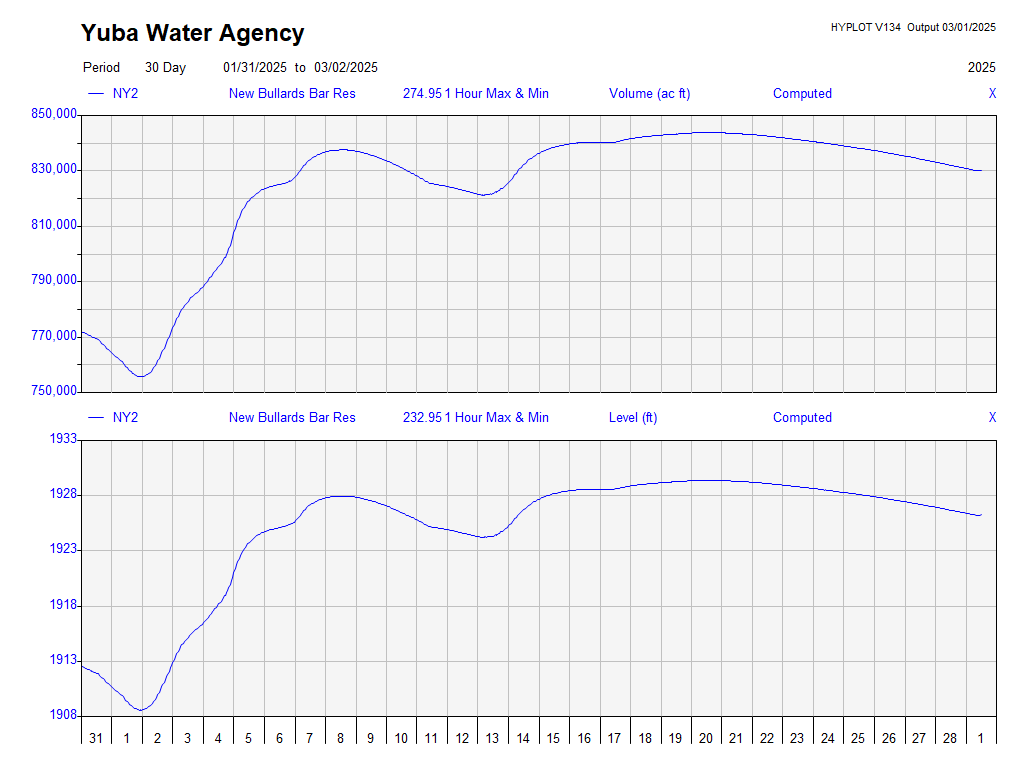 Yuba Water Agency
HYPLOT V134 Output 03/01/2025
Period 30 Day 01/31/2025 to 03/02/2025 2025
NY2 New Bullards Bar Res 274.95 1 Hour Max & Min Volume (ac ft) Computed X
850,000
830,000
810,000
790,000
770,000
750,000
NY2 New Bullards Bar Res 232.95 1 Hour Max & Min Level (ft) Computed X
1933
1928
1923
1918
1913
1908
31 1 2 3 4 5 6 7 8 9 10 11 12 13 14 15 16 17 18 19 20 21 22 23 24 25 26 27 28 1